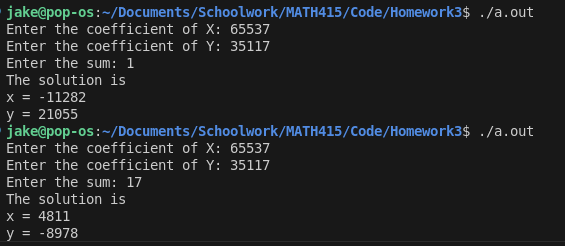 jake@pop-os:~/Documents/Schoolwork/MATH415/Code/Homework3$ ./a.out
Enter the coefficient of X: 65537
Enter the coefficient of Y: 35117
Enter the sum: 1
The solution is
x = -11282
y = 21055
jake@pop-os:~/Documents/Schoolwork/MATH415/Code/Homework3$ ./a.out
Enter the coefficient of X: 65537
Enter the coefficient of Y: 35117
Enter the sum: 17
The solution is
x = 4811
y = -8978